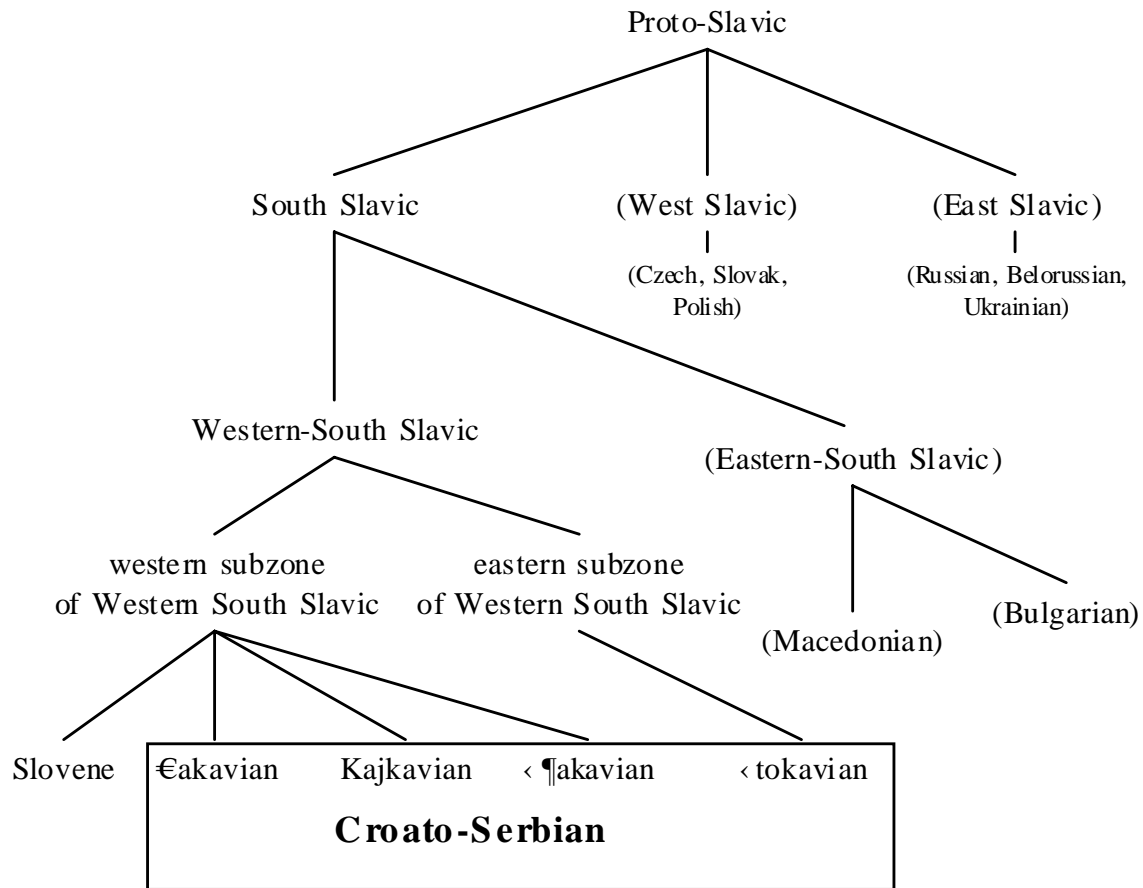 Proto-Slavic
South Slavic
(West Slavic)
(East Slavic)
(Czech, Slovak,
Polish)
(Russian, Belorussian,
Ukrainian)
Western-South Slavic
(Eastern-South Slavic)
western subzone
of Western South Slavic
eastern subzone
of Western South Slavic
(Macedonian)
(Bulgarian)
Slovene
€akavian
Kajkavian
‹ ¶akavian
‹ tokavian
Croato-Serbian